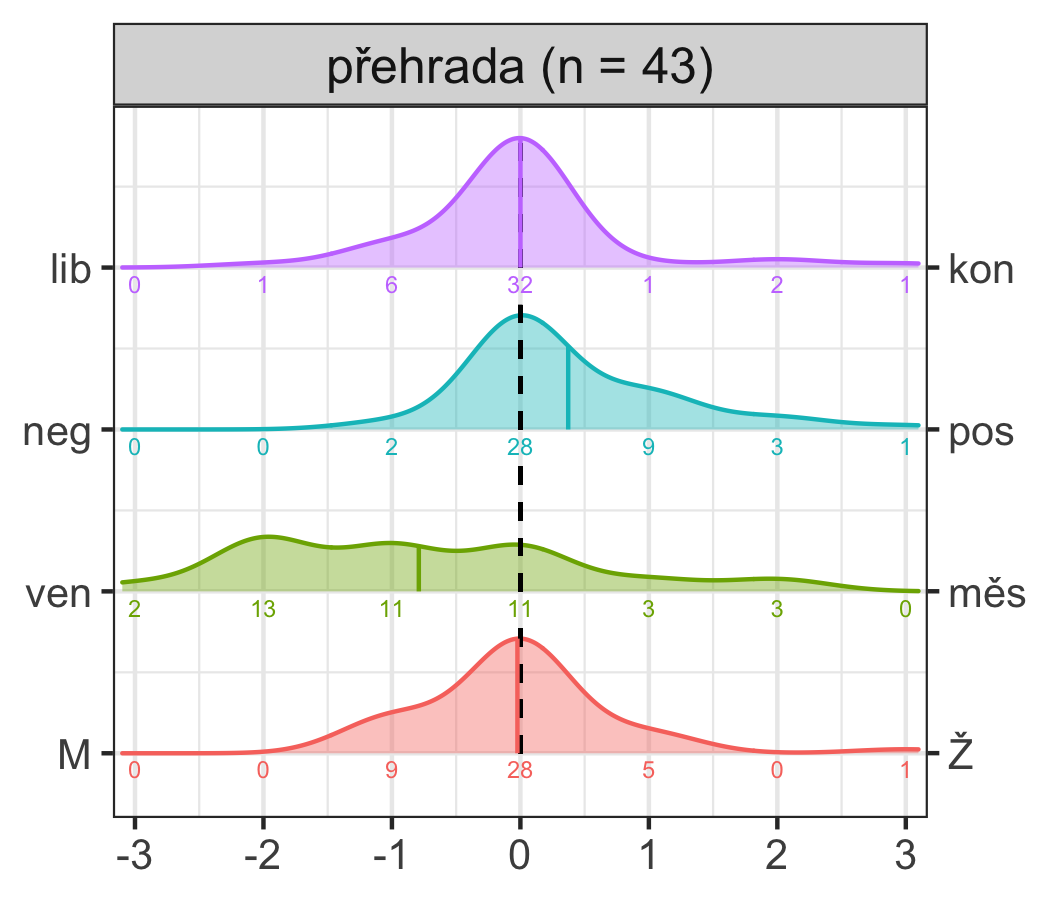 přehrada (n = 43)
lib kon
0 1 6 32 1 2 1
neg pos
0 0 2 28 9 3 1
ven měs
2 13 11 11 3 3 0
M Ž
0 0 9 28 5 0 1
-3 -2 -1 0 1 2 3